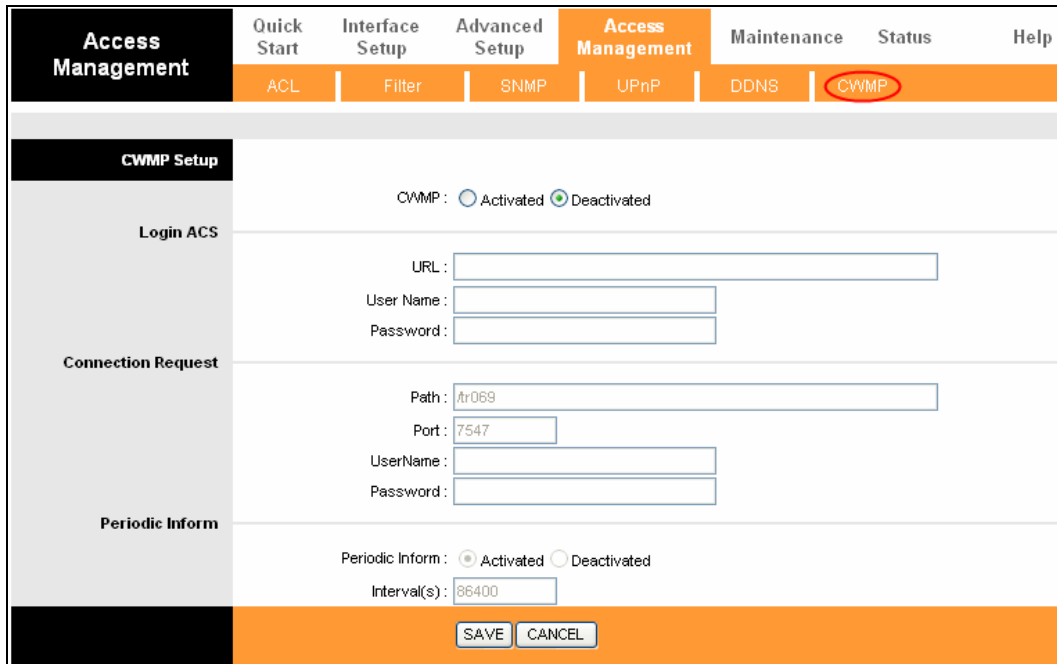 Access Management
Quick Start
Interface Setup
Advanced Setup
Access Management
Maintenance
Status
Help
ACL
Filter
SNMP
UPnP
DDNS
CWMP
CWMP Setup
CWMP : Activated Deactivated
Login ACS
URL :
User Name :
Password :
Connection Request
Path : /tr069
Port : 7547
UserName :
Password :
Periodic Inform
Periodic Inform : Activated Deactivated
Interval(s) : 86400
SAVE CANCEL